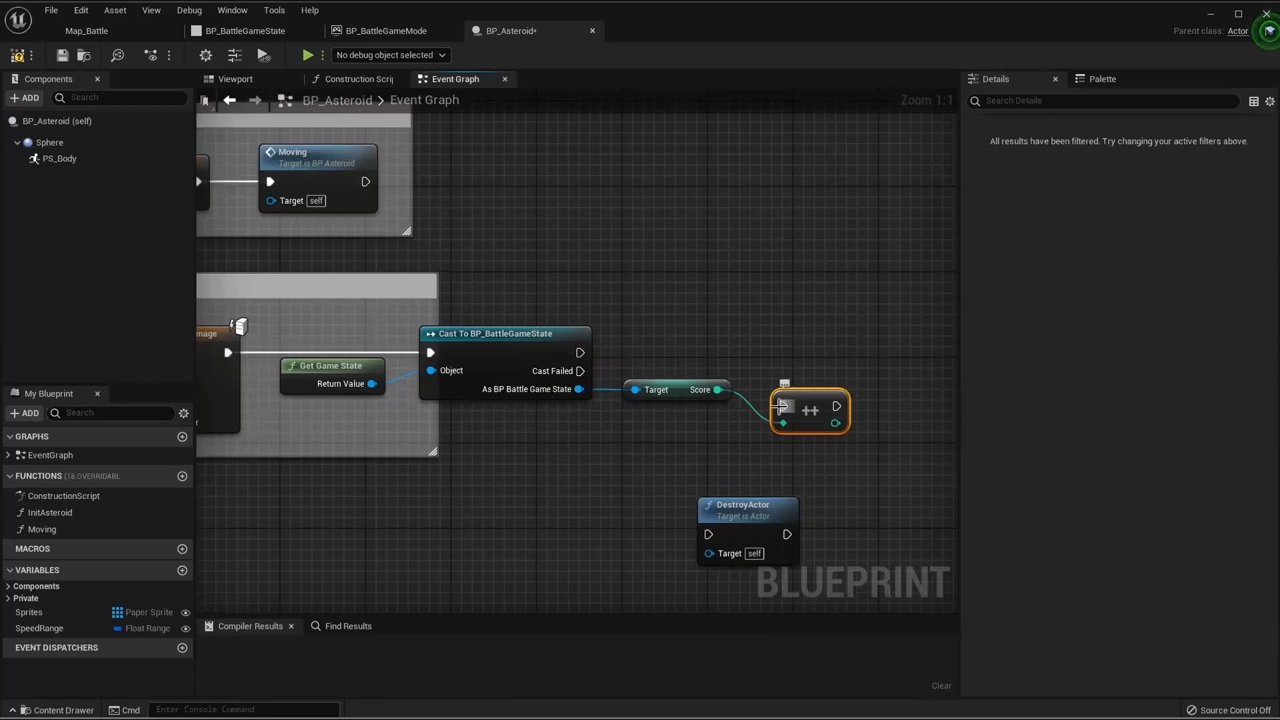 File Edit Asset View Debug Window Tools Help
Map_Battle BP_BattleGameState BP_BattleGameMode BP_Asteroid* Parent class: Actor
No debug object selected
Components Viewport Construction Scrip Event Graph Details Palette
+ ADD Search BP_Asteroid > Event Graph Zoom 1:1 Search Details
BP_Asteroid (self)
Sphere
PS_Body
All results have been filtered. Try changing your active filters above.
Moving
Target is BP Asteroid
Target self
mage
Get Game State
Return Value
Cast To BP_BattleGameState
Object
Cast Failed
As BP Battle Game State
Target Score
++
DestroyActor
Target is Actor
Target self
BLUEPRINT
My Blueprint
+ ADD Search
GRAPHS
EventGraph
FUNCTIONS (18 OVERRIDABL
ConstructionScript
InitAsteroid
Moving
MACROS
VARIABLES
Components
Private
Sprites Paper Sprite
SpeedRange Float Range
EVENT DISPATCHERS
Compiler Results Find Results
Clear
Content Drawer Cmd Enter Console Command Source Control Off